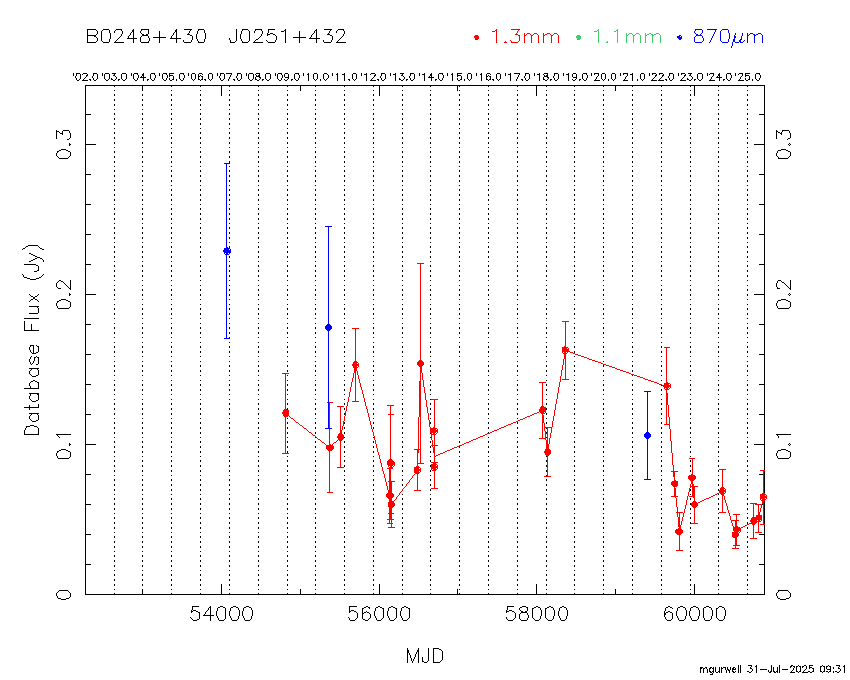 B0248+430 J0251+432 1.3mm 1.1mm 870μm
'02.0 '03.0 '04.0 '05.0 '06.0 '07.0 '08.0 '09.0 '10.0 '11.0 '12.0 '13.0 '14.0 '15.0 '16.0 '17.0 '18.0 '19.0 '20.0 '21.0 '22.0 '23.0 '24.0 '25.0
0.3 0.3
0.2 0.2
Database Flux (Jy)
0.1 0.1
0 0
54000 56000 58000 60000
MJD
mgurwell 31-Jul-2025 09:31